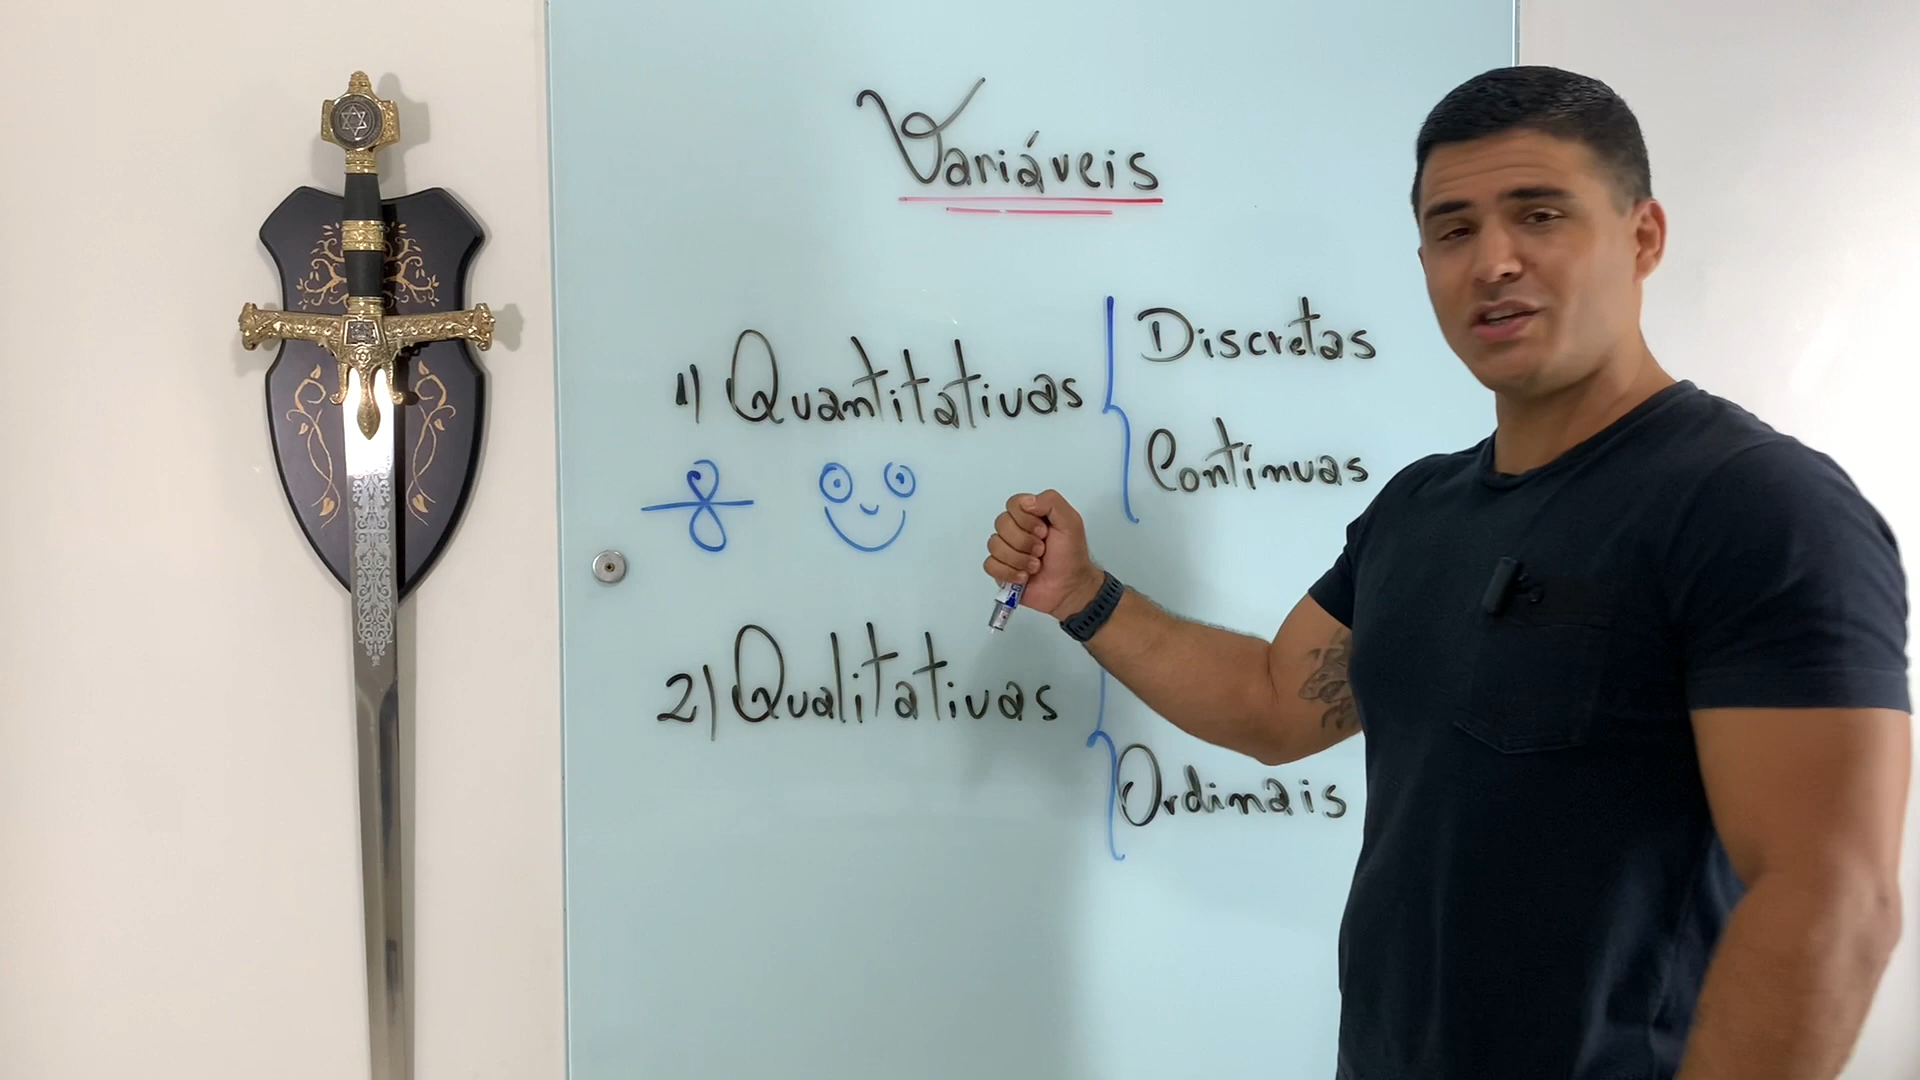 Variáveis
1) Quantitativas
Discretas
Contínuas
2) Qualitativas
Ordinais